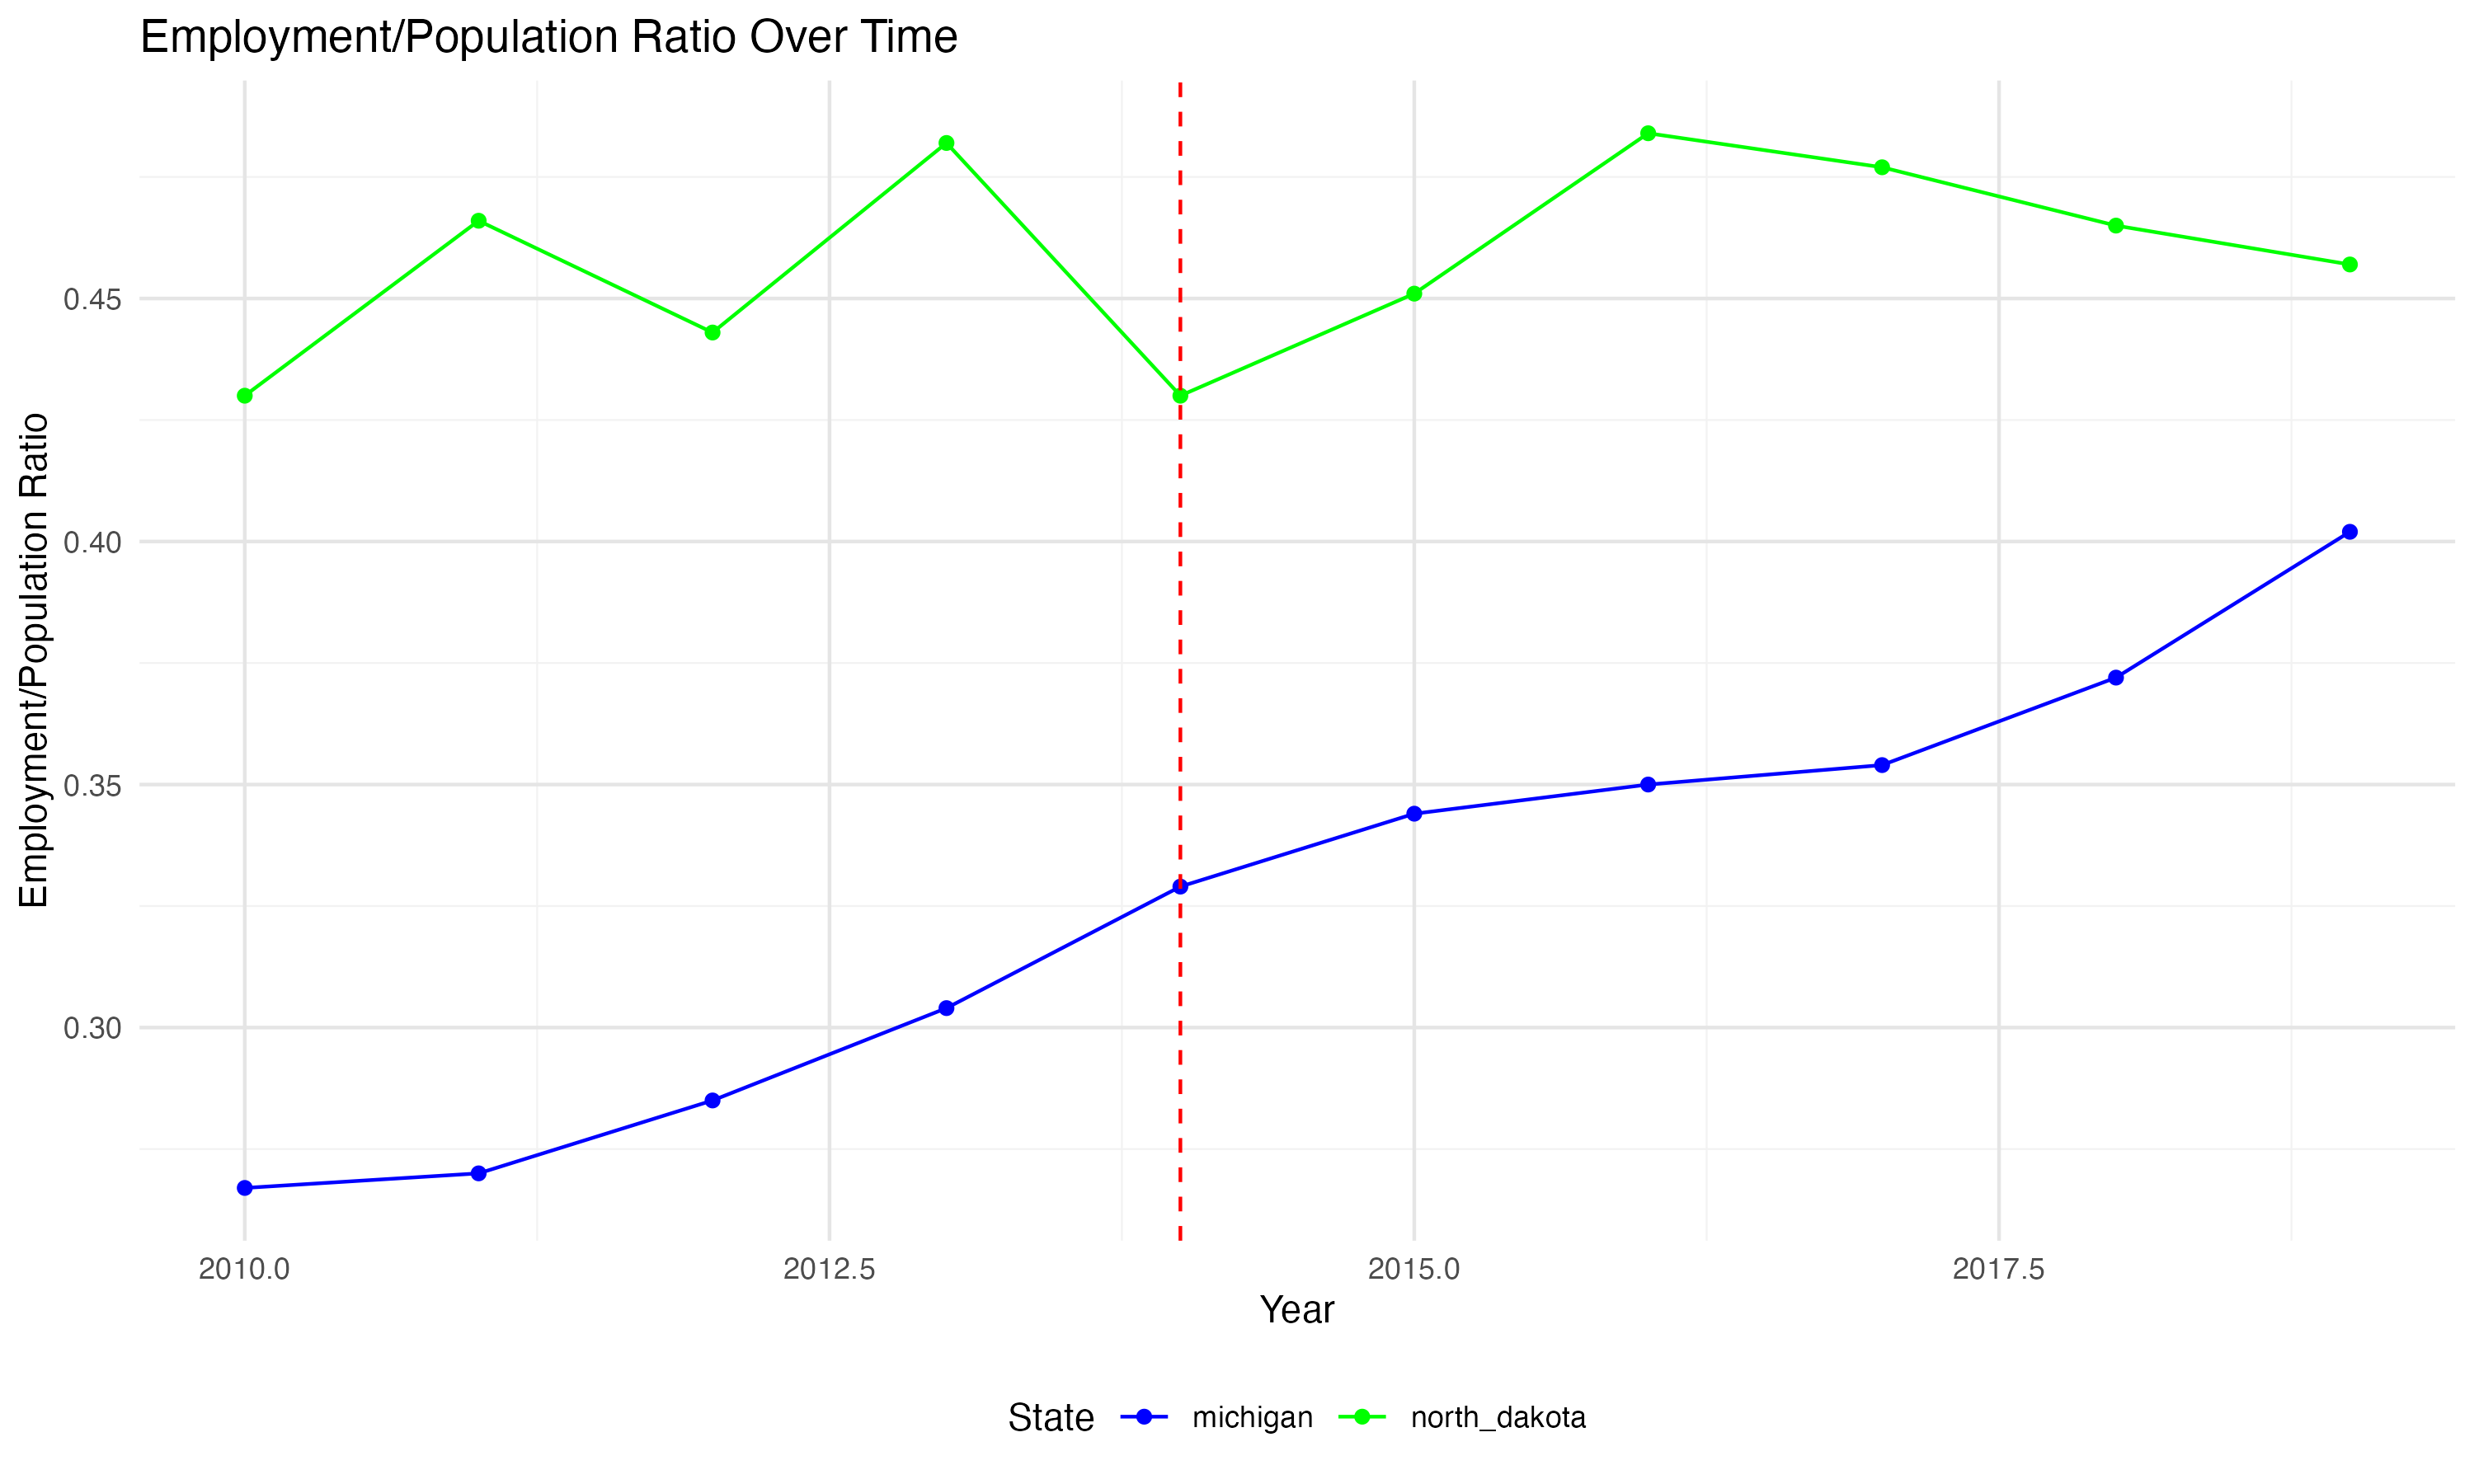 Employment/Population Ratio Over Time
Employment/Population Ratio
0.45
0.40
0.35
0.30
2010.0 2012.5 2015.0 2017.5
Year
State michigan north_dakota